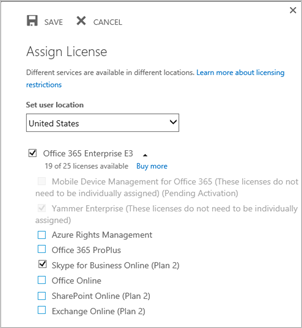 SAVE CANCEL
Assign License
Different services are available in different locations. Learn more about licensing
restrictions
Set user location
United States
Office 365 Enterprise E3
19 of 25 licenses available Buy more
Mobile Device Management for Office 365 (These licenses do not
need to be individually assigned) (Pending Activation)
Yammer Enterprise (These licenses do not need to be individually
assigned)
Azure Rights Management
Office 365 ProPlus
Skype for Business Online (Plan 2)
Office Online
SharePoint Online (Plan 2)
Exchange Online (Plan 2)